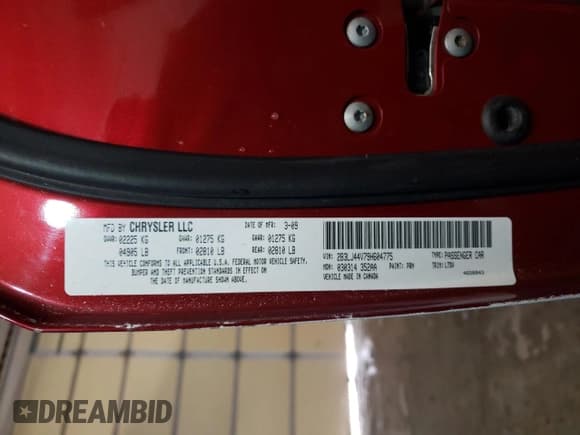 MFD BY CHRYSLER LLC DATE OF MFR: 3-09
GVWR: 02225 KG GAWR: 01275 KG GAWR: 01275 KG
04905 LB FRONT: 02810 LB REAR: 02810 LB
THIS VEHICLE CONFORMS TO ALL APPLICABLE U.S.A. FEDERAL MOTOR VEHICLE SAFETY,
BUMPER AND THEFT PREVENTION STANDARDS IN EFFECT ON
THE DATE OF MANUFACTURE SHOWN ABOVE.
VIN: 2B3LJ44V79H604775 TYPE: PASSENGER CAR
MDH: 030314 352AA PAINT: PRH TRIM:
VEHICLE MADE IN CANADA
DREAMBID